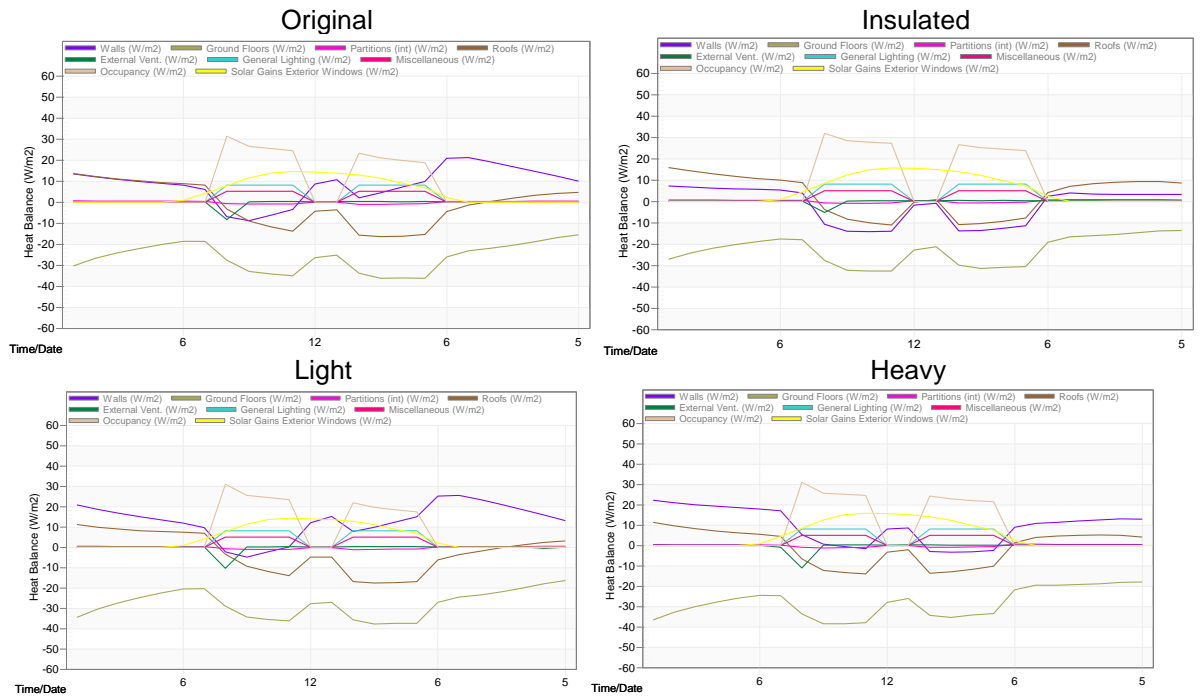 Original
Walls (W/m2) Ground Floors (W/m2) Partitions (int) (W/m2) Roofs (W/m2)
External Vent. (W/m2) General Lighting (W/m2) Miscellaneous (W/m2)
Occupancy (W/m2) Solar Gains Exterior Windows (W/m2)
Heat Balance (W/m2)
60
50
40
30
20
10
0
-10
-20
-30
-40
-50
-60
Time/Date
6 12 6 5
Insulated
Walls (W/m2) Ground Floors (W/m2) Partitions (int) (W/m2) Roofs (W/m2)
External Vent. (W/m2) General Lighting (W/m2) Miscellaneous (W/m2)
Occupancy (W/m2) Solar Gains Exterior Windows (W/m2)
Heat Balance (W/m2)
60
50
40
30
20
10
0
-10
-20
-30
-40
-50
-60
Time/Date
6 12 6 5
Light
Walls (W/m2) Ground Floors (W/m2) Partitions (int) (W/m2) Roofs (W/m2)
External Vent. (W/m2) General Lighting (W/m2) Miscellaneous (W/m2)
Occupancy (W/m2) Solar Gains Exterior Windows (W/m2)
Heat Balance (W/m2)
60
50
40
30
20
10
0
-10
-20
-30
-40
-50
-60
Time/Date
6 12 6 5
Heavy
Walls (W/m2) Ground Floors (W/m2) Partitions (int) (W/m2) Roofs (W/m2)
External Vent. (W/m2) General Lighting (W/m2) Miscellaneous (W/m2)
Occupancy (W/m2) Solar Gains Exterior Windows (W/m2)
Heat Balance (W/m2)
60
50
40
30
20
10
0
-10
-20
-30
-40
-50
-60
Time/Date
6 12 6 5